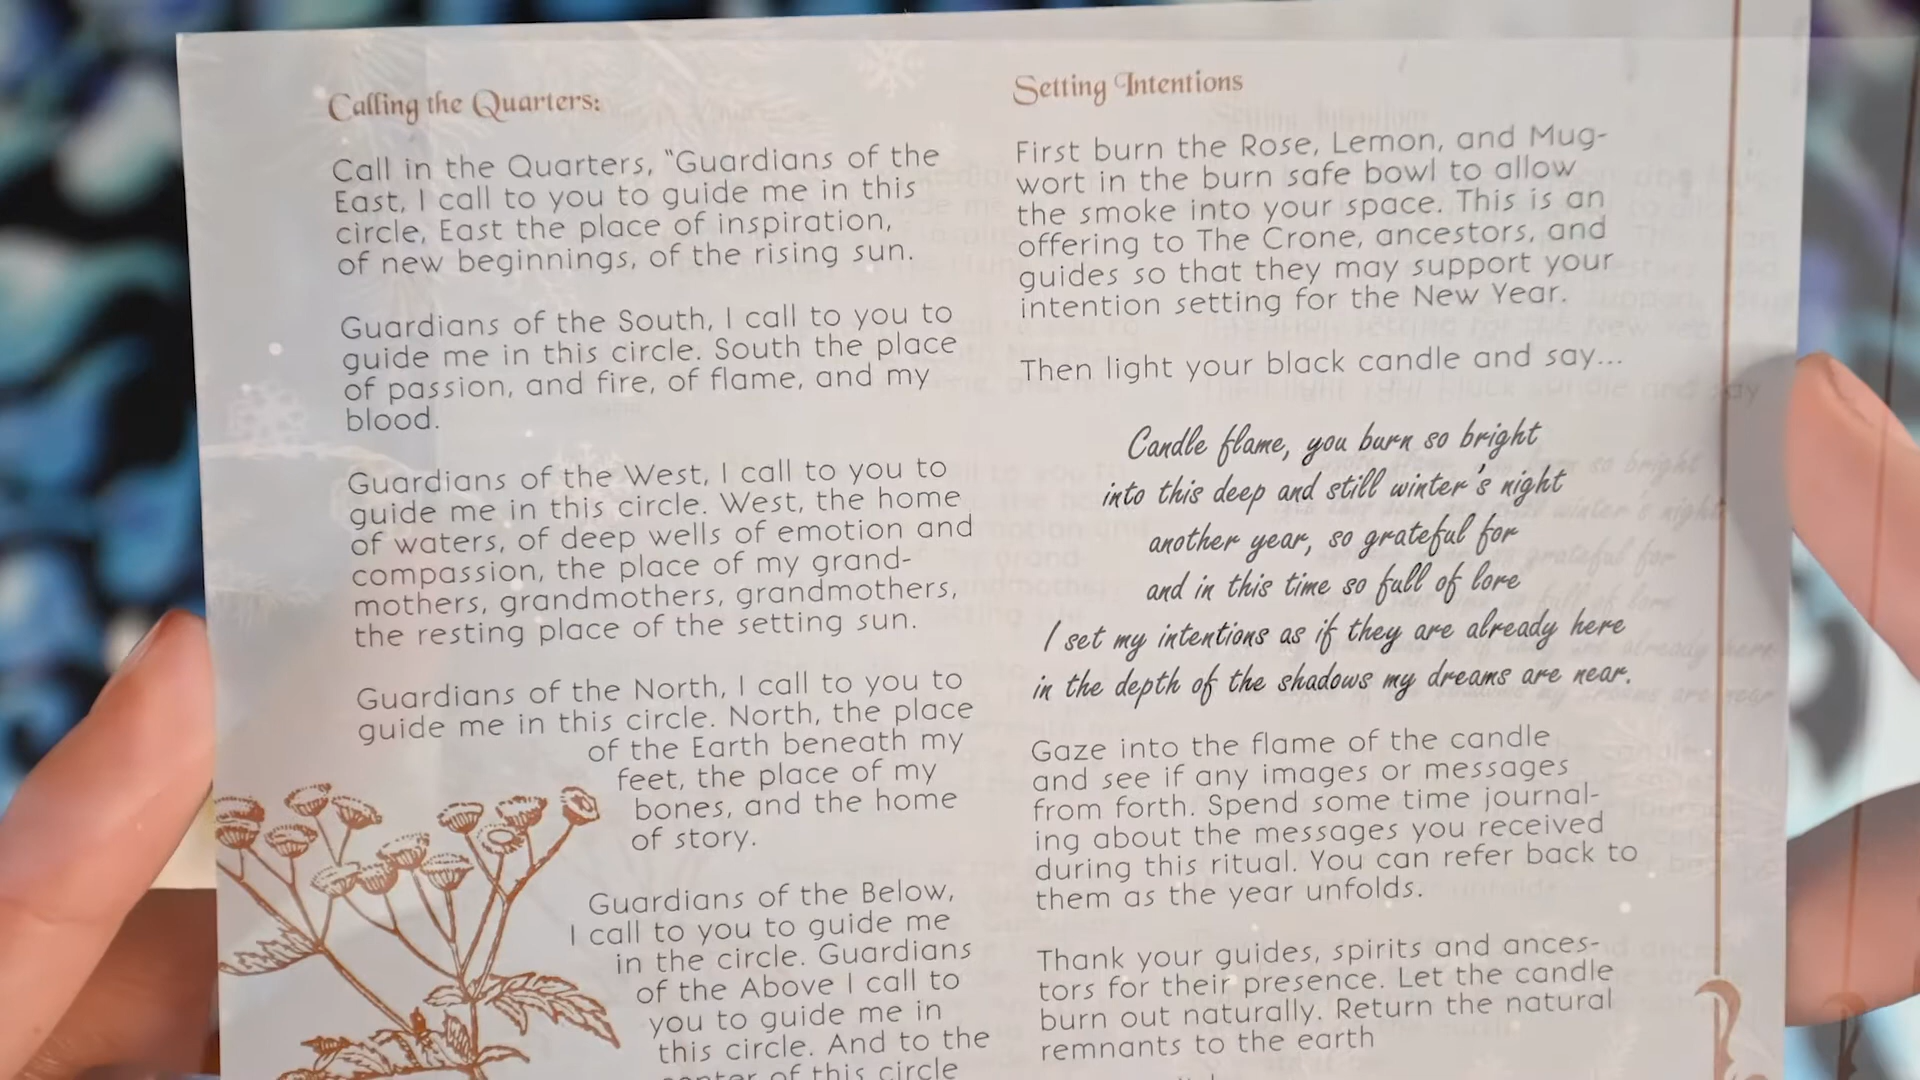 Calling the Quarters:
Call in the Quarters, "Guardians of the
East, I call to you to guide me in this
circle, East the place of inspiration,
of new beginnings, of the rising sun.
Guardians of the South, I call to you to
guide me in this circle. South the place
of passion, and fire, of flame, and my
blood.
Guardians of the West, I call to you to
guide me in this circle. West, the home
of waters, of deep wells of emotion and
compassion, the place of my grand-
mothers, grandmothers, grandmothers,
the resting place of the setting sun.
Guardians of the North, I call to you to
guide me in this circle. North, the place
of the Earth beneath my
feet, the place of my
bones, and the home
of story.
Guardians of the Below,
I call to you to guide me
in the circle. Guardians
of the Above I call to
you to guide me in
this circle. And to the
center of this circle
Setting Intentions
First burn the Rose, Lemon, and Mug-
wort in the burn safe bowl to allow
the smoke into your space. This is an
offering to The Crone, ancestors, and
guides so that they may support your
intention setting for the New Year.
Then light your black candle and say...
Candle flame, you burn so bright
into this deep and still winter's night
another year, so grateful for
and in this time so full of lore
I set my intentions as if they are already here
in the depth of the shadows my dreams are near.
Gaze into the flame of the candle
and see if any images or messages
from forth. Spend some time journal-
ing about the messages you received
during this ritual. You can refer back to
them as the year unfolds.
Thank your guides, spirits and ances-
tors for their presence. Let the candle
burn out naturally. Return the natural
remnants to the earth